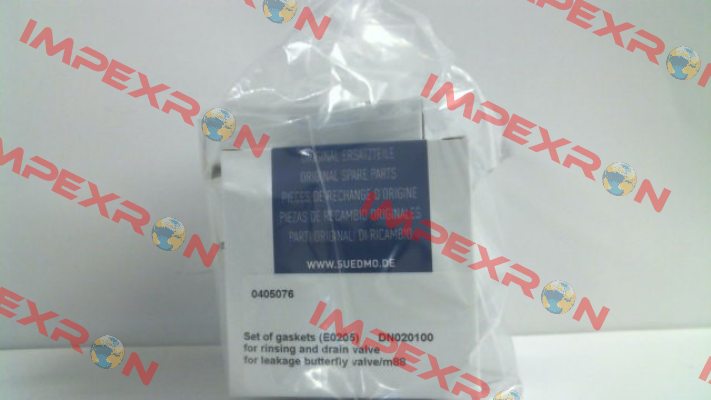 IMPEXRON
IMPEXRON
IMPEXRON
IMPEXRON
IMPEXRON
IMPEXRON
ORIGINAL ERSATZTEILE
ORIGINAL SPARE PARTS
PIECES DE RECHANGE D'ORIGINE
PIEZAS DE RECAMBIO ORIGINALES
PARTI ORIGINALI DI RICAMBIO
WWW.SUEDMO.DE
0405076
Set of gaskets (E0205) DN020100
for rinsing and drain valve
for leakage butterfly valve/m88